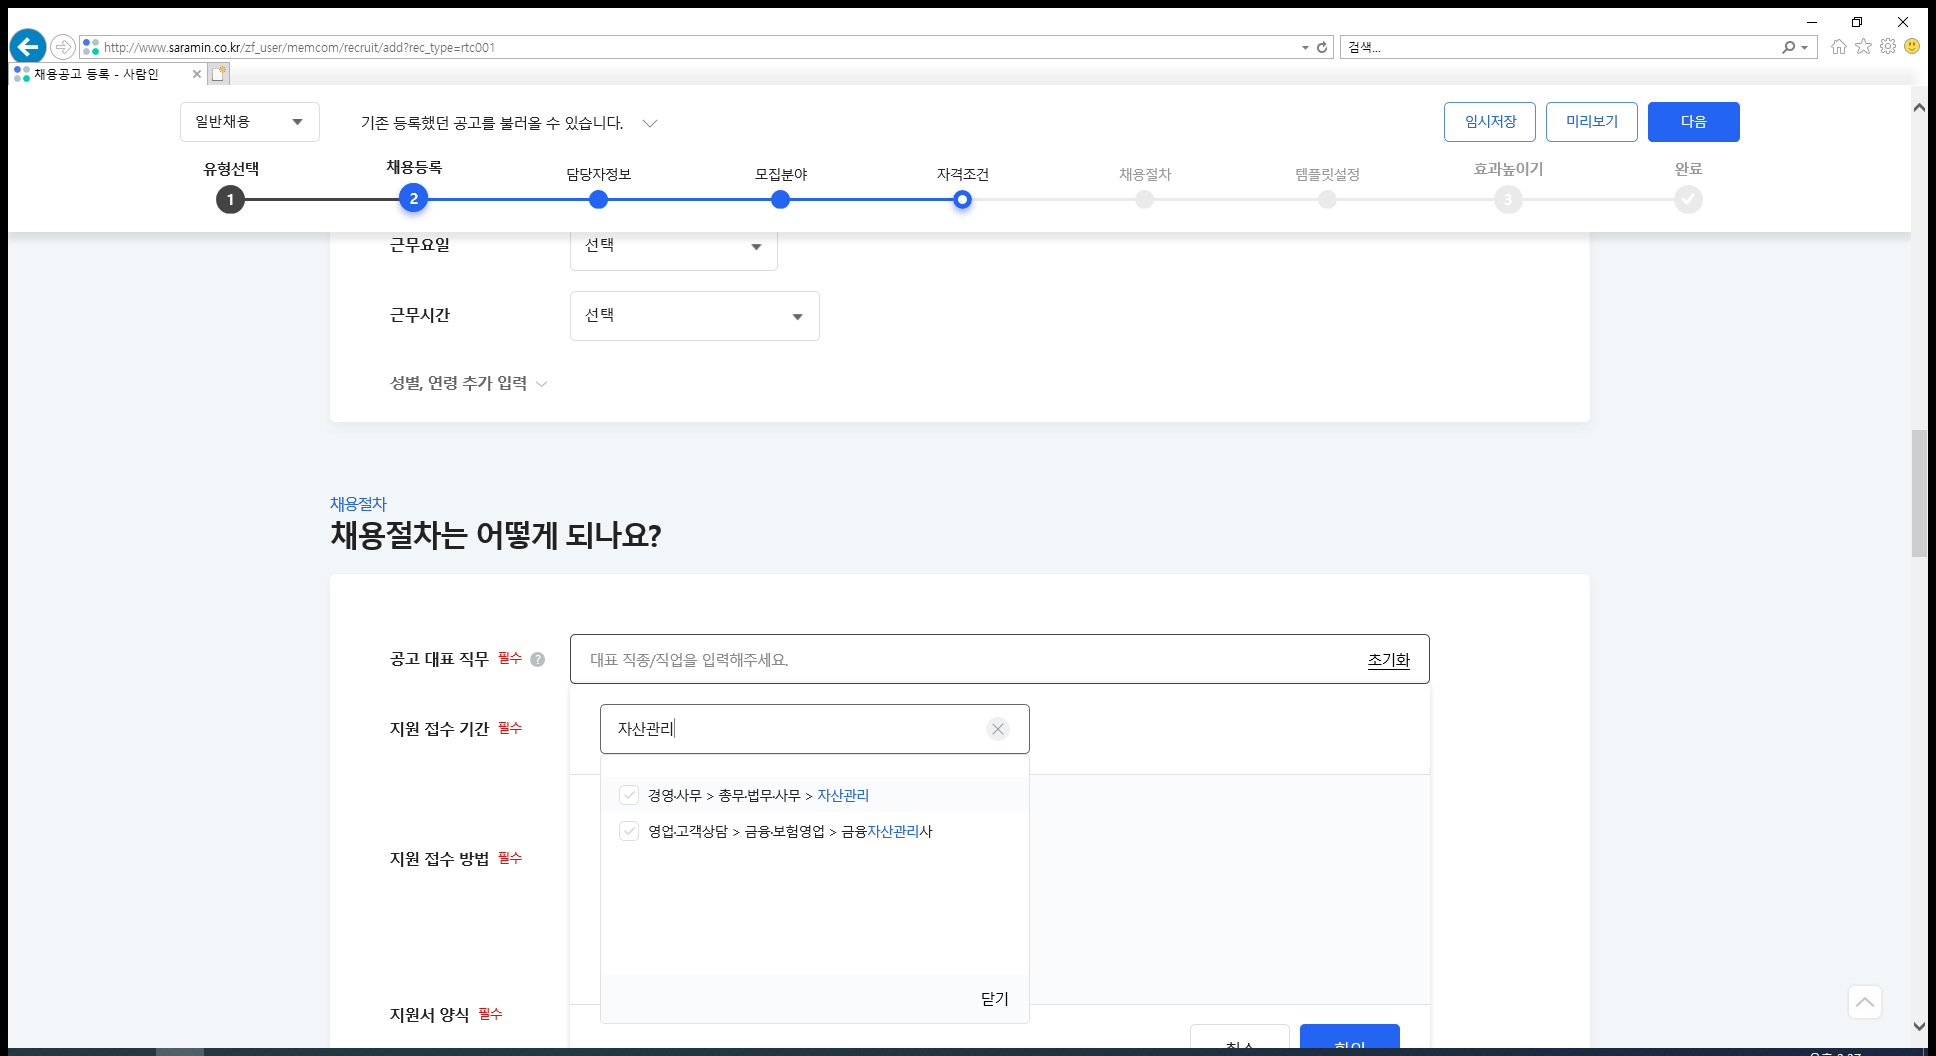 http://www.saramin.co.kr/zf_user/memcom/recruit/add?rec_type=rtc001
검색...
채용공고 등록 - 사람인
일반채용
기존 등록했던 공고를 불러올 수 있습니다.
임시저장
미리보기
다음
유형선택
채용등록
담당자정보
모집분야
자격조건
채용절차
템플릿설정
효과높이기
완료
1
2
3
근무요일
선택
근무시간
선택
성별, 연령 추가 입력
채용절차
채용절차는 어떻게 되나요?
공고 대표 직무 필수 ?
대표 직종/직업을 입력해주세요.
초기화
지원 접수 기간 필수
자산관리
경영·사무 > 총무·법무·사무 > 자산관리
영업·고객상담 > 금융·보험영업 > 금융자산관리사
지원 접수 방법 필수
닫기
지원서 양식 필수